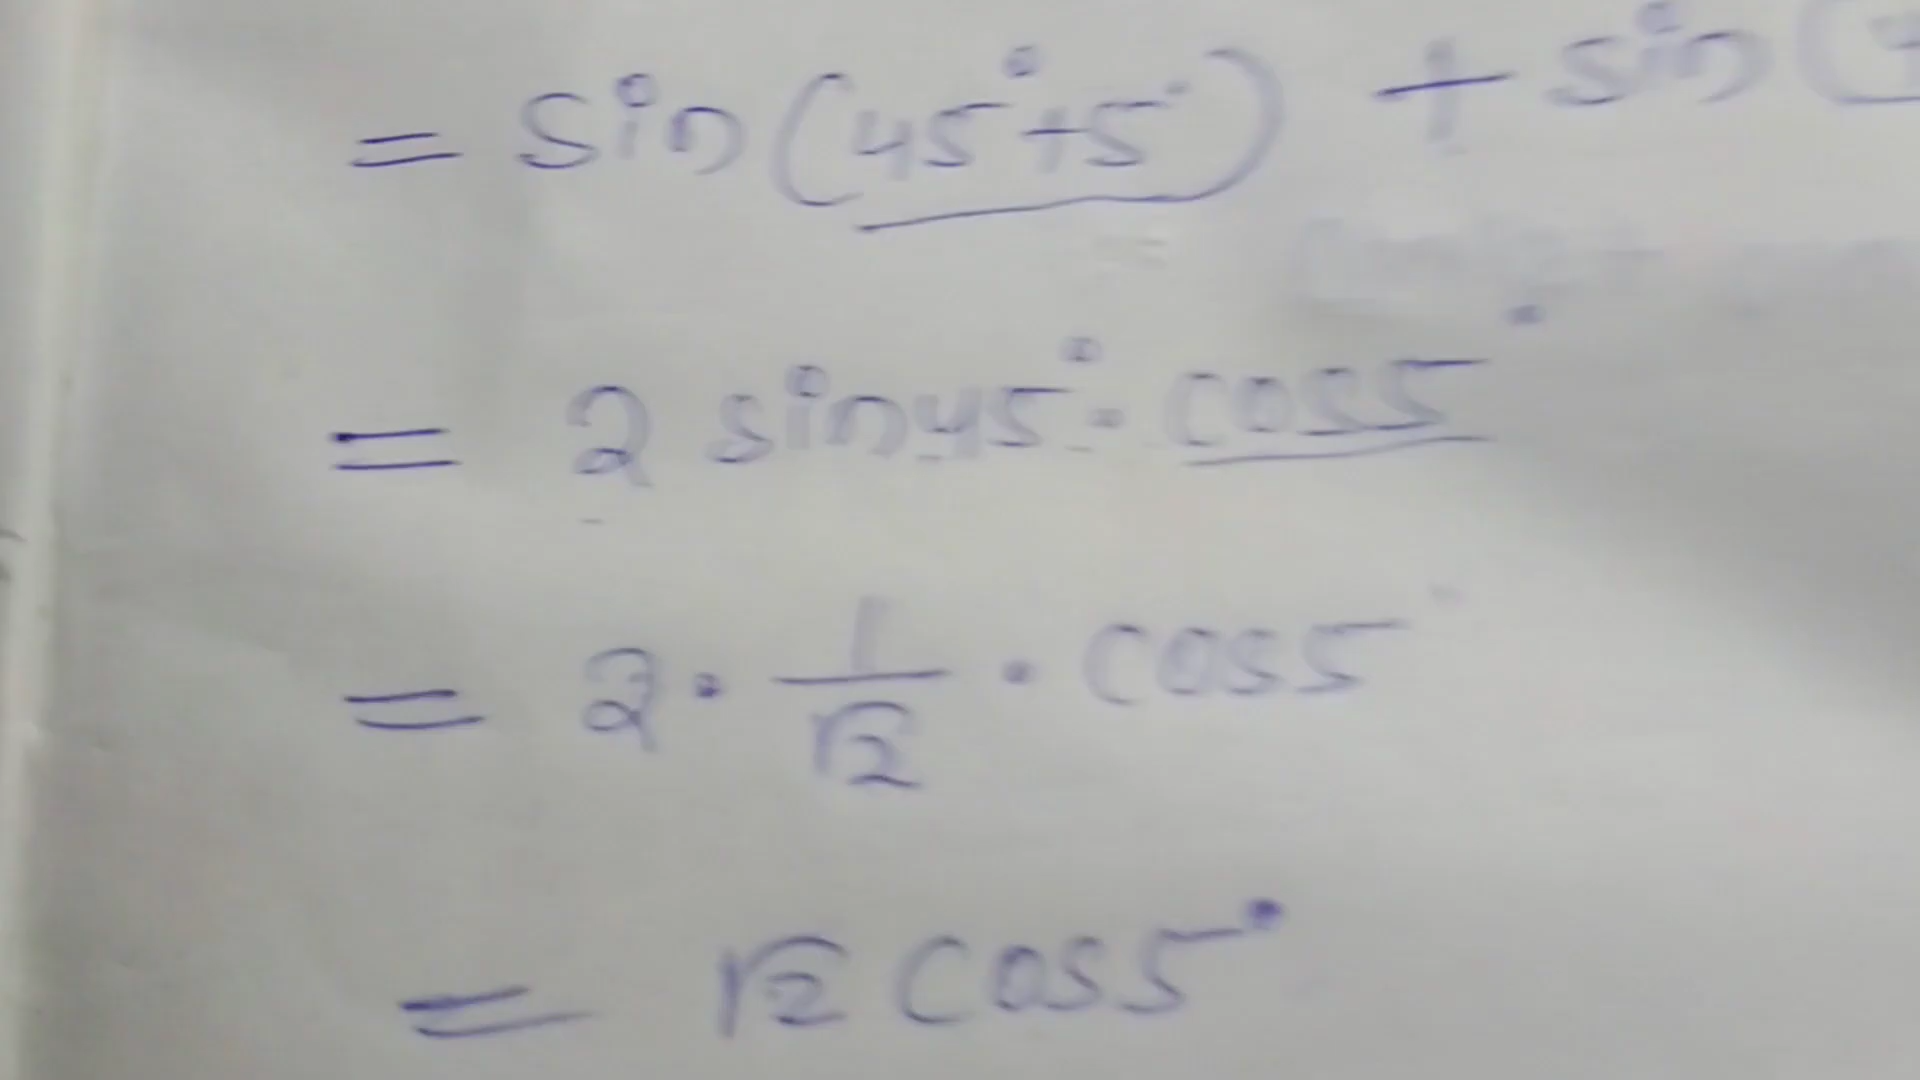 = sin(45°+5°) + sin(
= 2 sin45° · cos5°
= 2 · 1/√2 · cos5°
= √2 cos5°